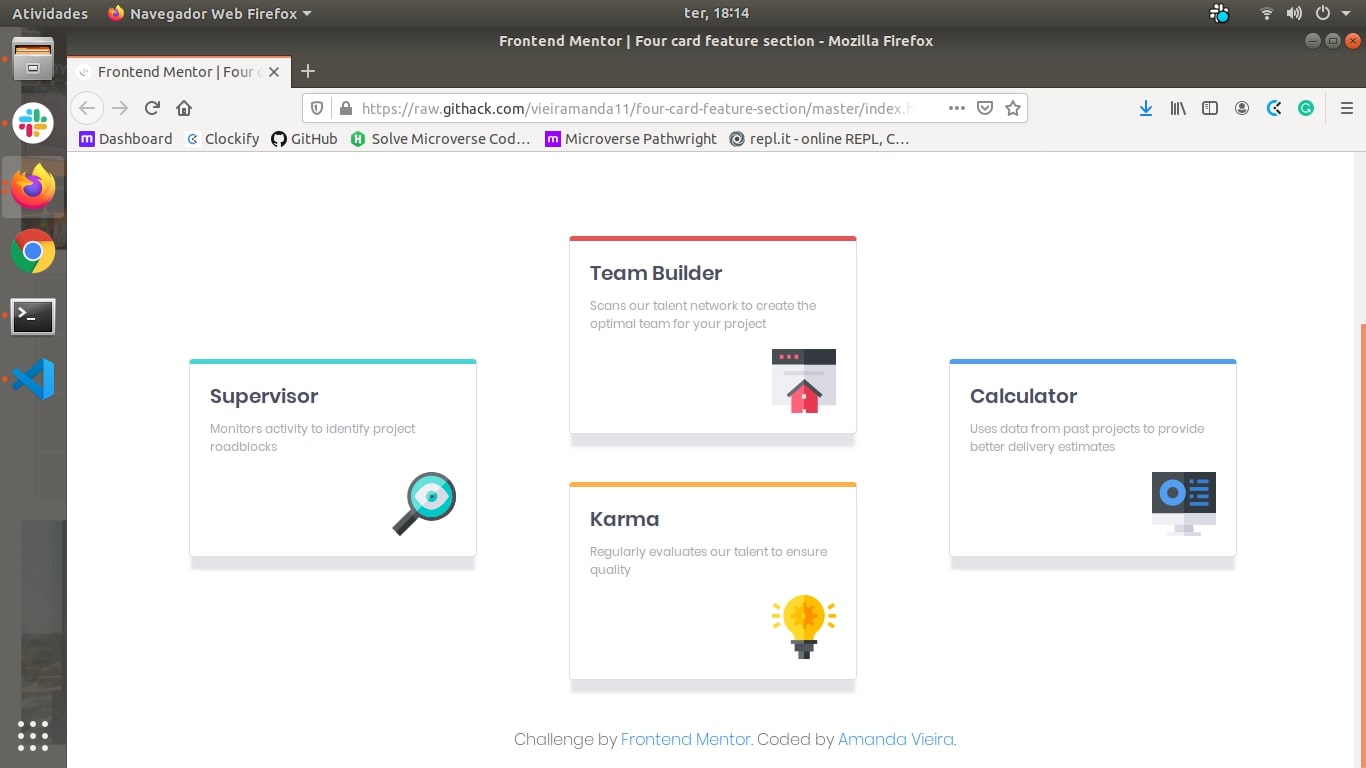 Atividades
Navegador Web Firefox
ter, 18:14
Frontend Mentor | Four card feature section - Mozilla Firefox
Frontend Mentor | Four c
https://raw.githack.com/vieiramanda11/four-card-feature-section/master/index.h
Dashboard
Clockify
GitHub
Solve Microverse Cod…
Microverse Pathwright
repl.it - online REPL, C…
Team Builder
Scans our talent network to create the
optimal team for your project
Supervisor
Monitors activity to identify project
roadblocks
Calculator
Uses data from past projects to provide
better delivery estimates
Karma
Regularly evaluates our talent to ensure
quality
Challenge by Frontend Mentor. Coded by Amanda Vieira.